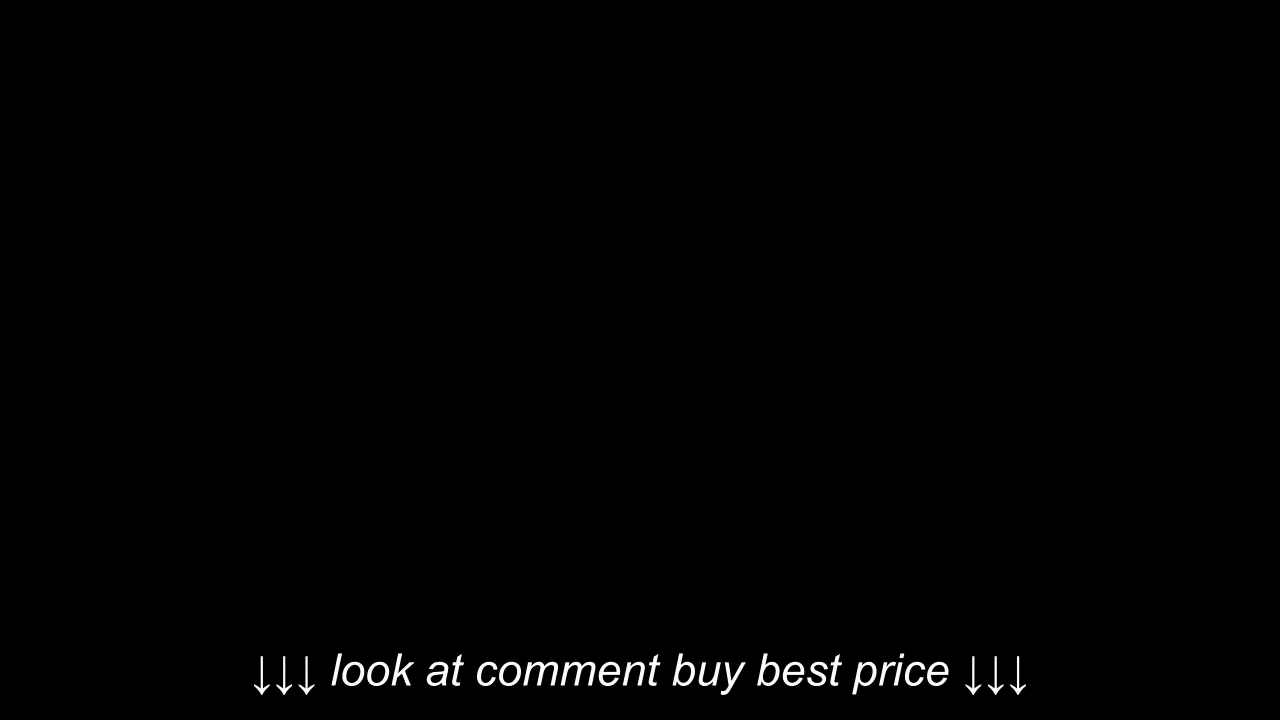 ↓↓↓ look at comment buy best price ↓↓↓